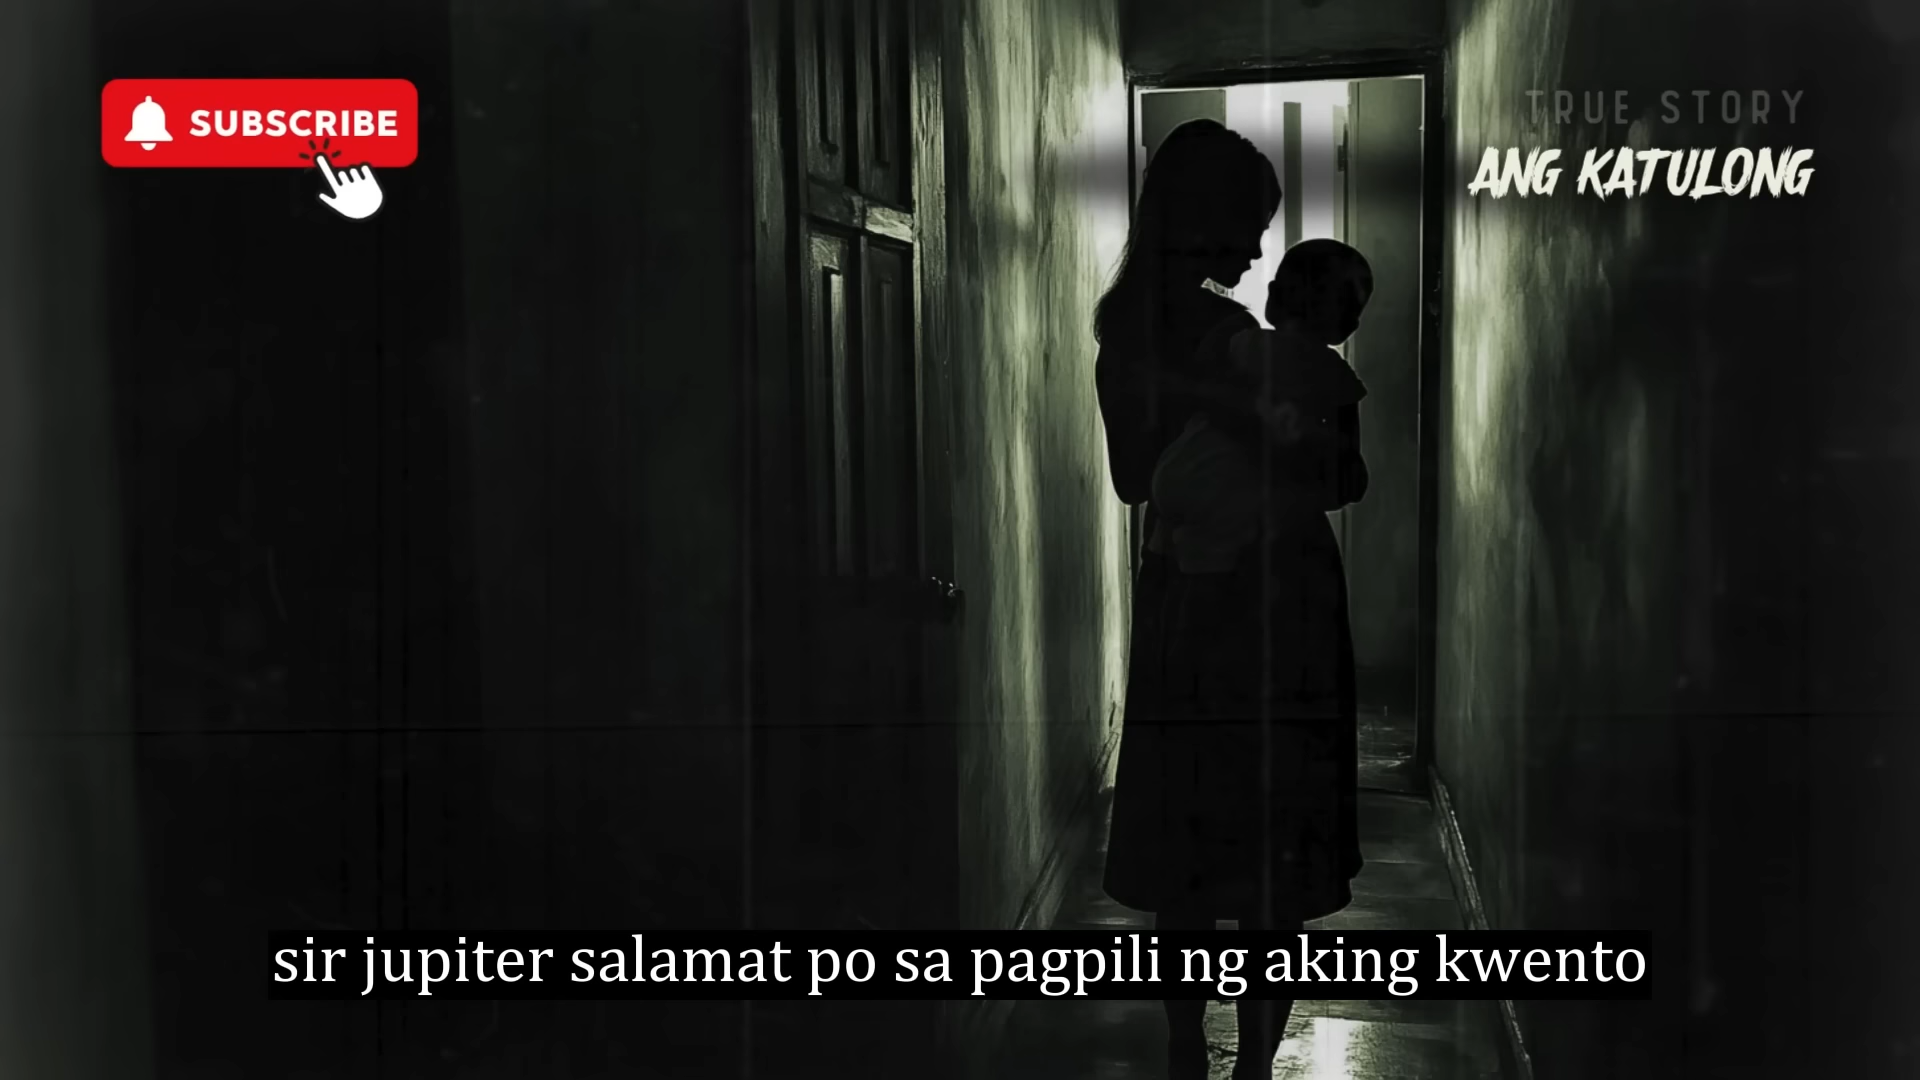 SUBSCRIBE
TRUE STORY
ANG KATULONG
sir jupiter salamat po sa pagpili ng aking kwento